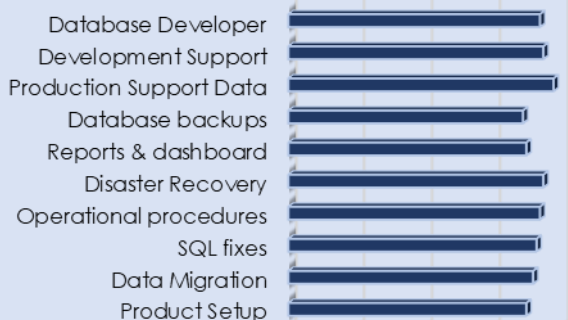 Database Developer
Development Support
Production Support Data
Database backups
Reports & dashboard
Disaster Recovery
Operational procedures
SQL fixes
Data Migration
Product Setup